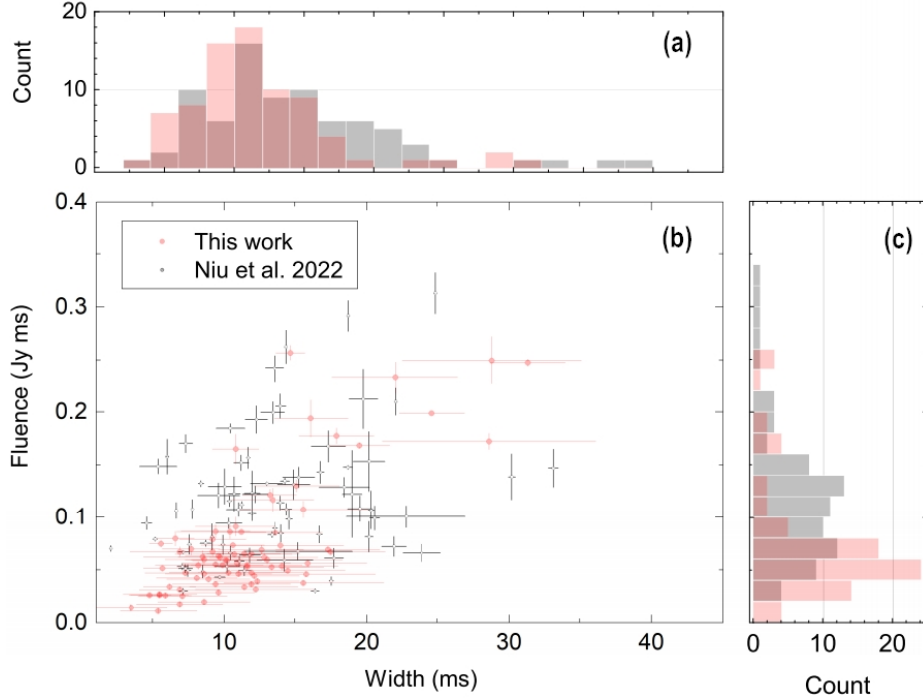 20
10
0
Count
(a)
0.4
0.3
0.2
0.1
0.0
Fluence (Jy ms)
This work
Niu et al. 2022
(b)
10
20
30
40
Width (ms)
(c)
0
10
20
Count